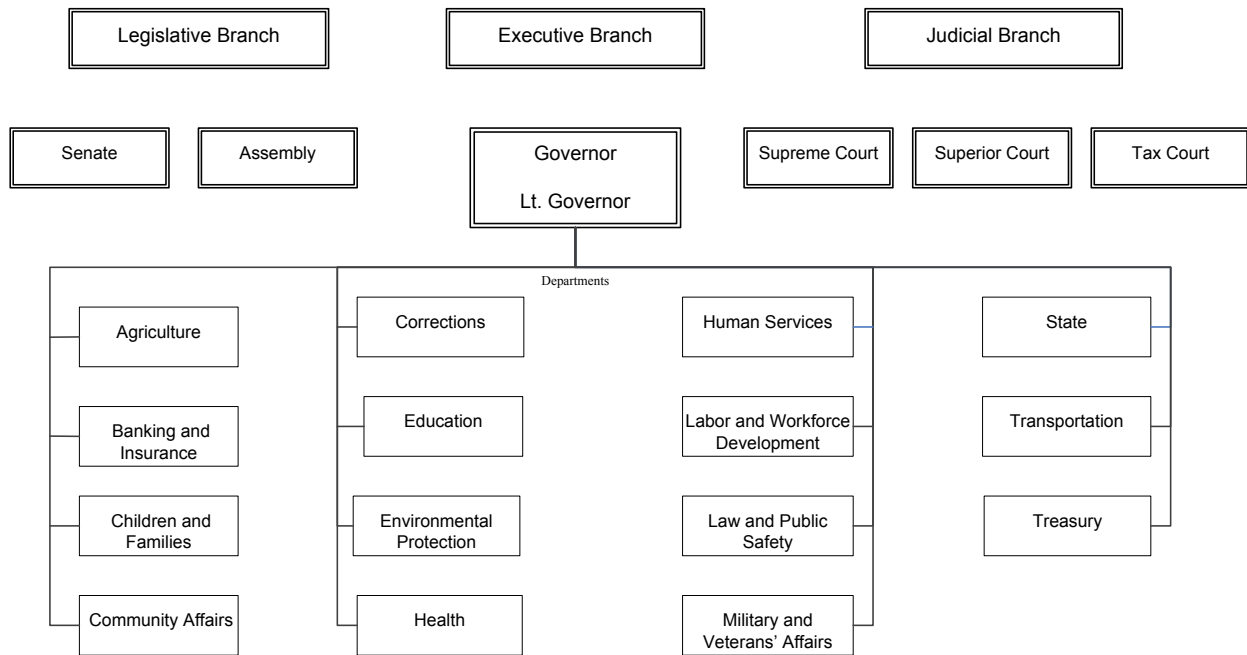 Legislative Branch
Executive Branch
Judicial Branch
Senate
Assembly
Governor
Lt. Governor
Supreme Court
Superior Court
Tax Court
Departments
Agriculture
Banking and
Insurance
Children and
Families
Community Affairs
Corrections
Education
Environmental
Protection
Health
Human Services
Labor and Workforce
Development
Law and Public
Safety
Military and
Veterans’ Affairs
State
Transportation
Treasury